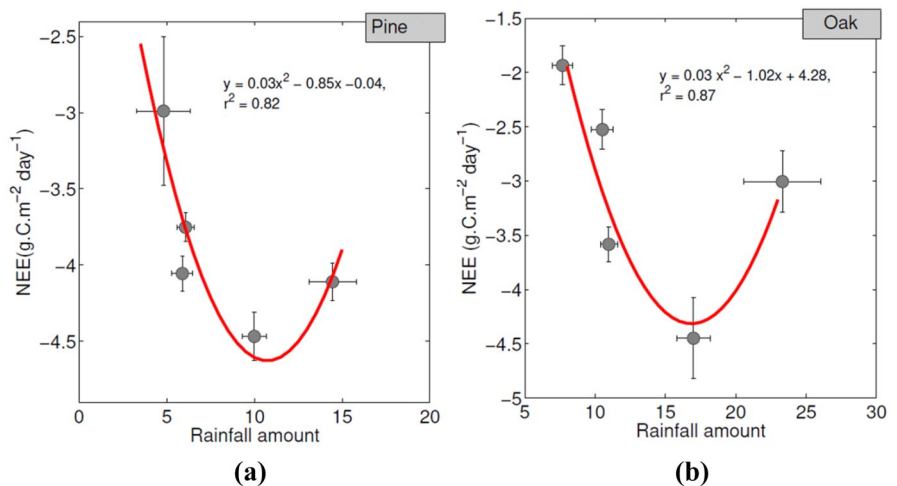 Pine
y = 0.03x² − 0.85x −0.04,
r² = 0.82
−2.5
−3
−3.5
−4
−4.5
NEE(g.C.m⁻² day⁻¹)
0 5 10 15 20
Rainfall amount
(a)
Oak
y = 0.03 x² − 1.02x + 4.28,
r² = 0.87
−1.5
−2
−2.5
−3
−3.5
−4
−4.5
−5
NEE (g.C.m⁻² day⁻¹)
5 10 15 20 25 30
Rainfall amount
(b)